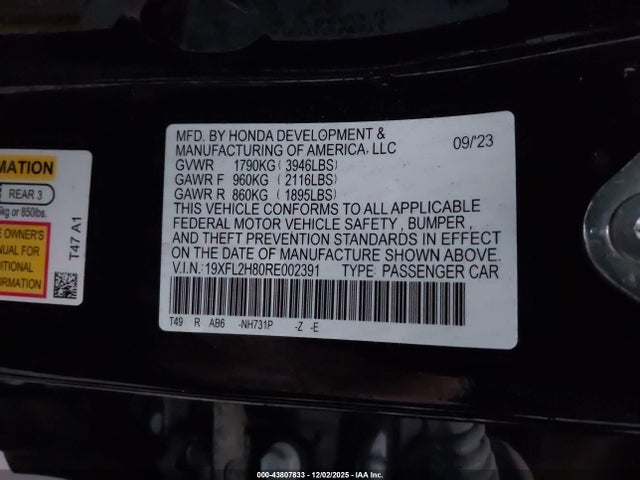 MFD. BY HONDA DEVELOPMENT &
MANUFACTURING OF AMERICA, LLC 09/'23
GVWR 1790KG(3946LBS)
GAWR F 960KG(2116LBS)
GAWR R 860KG(1895LBS)
THIS VEHICLE CONFORMS TO ALL APPLICABLE
FEDERAL MOTOR VEHICLE SAFETY, BUMPER,
AND THEFT PREVENTION STANDARDS IN EFFECT
ON THE DATE OF MANUFACTURE SHOWN ABOVE.
V.I.N.:19XFL2H80RE002391 TYPE: PASSENGER CAR
T49 R AB6 -NH731P -Z -E
MATION
REAR 3
kg or 850lbs.
OWNER'S
MANUAL FOR
DITIONAL
FORMATION
T47 A1
000-43807833 - 12/02/2025 - IAA Inc.